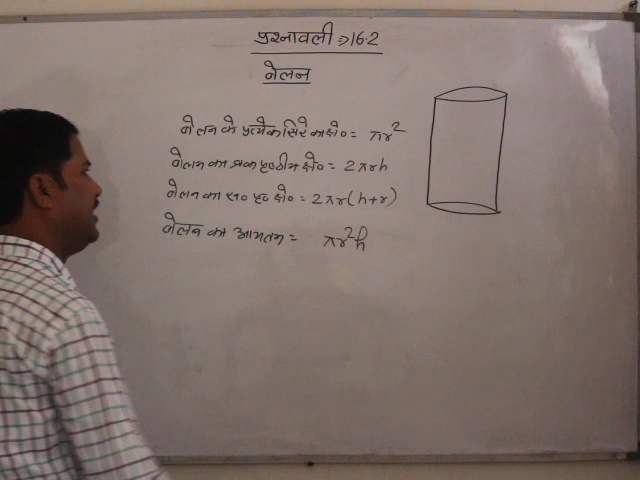 प्रश्नावली ⇒ 16.2
बेलन
बेलन के प्रत्येक सिरे का क्षे० = πr²
बेलन का वक्र पृष्ठीय क्षे० = 2πrh
बेलन का स० पृष्ठ क्षे० = 2πr(h+r)
बेलन का आयतन = πr²h